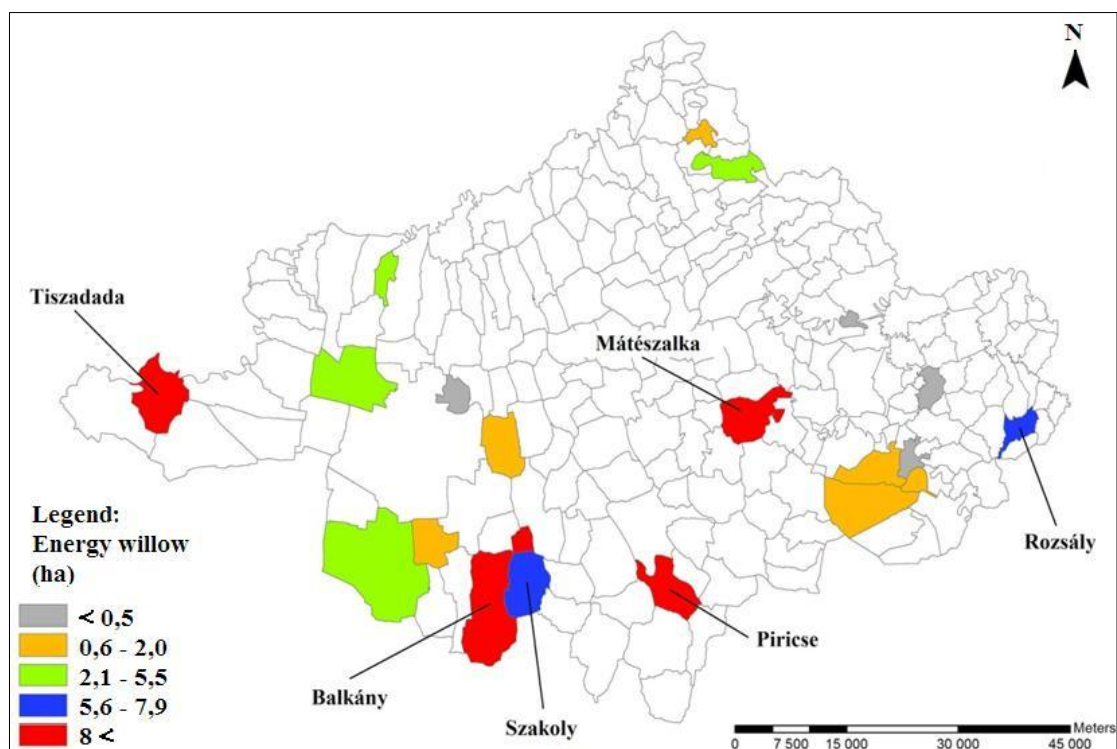 N
Tiszadada
Mátészalka
Rozsály
Piricse
Balkány
Szakoly
Legend:
Energy willow
(ha)
< 0,5
0,6 - 2,0
2,1 - 5,5
5,6 - 7,9
8 <
Meters
0 7 500 15 000 30 000 45 000